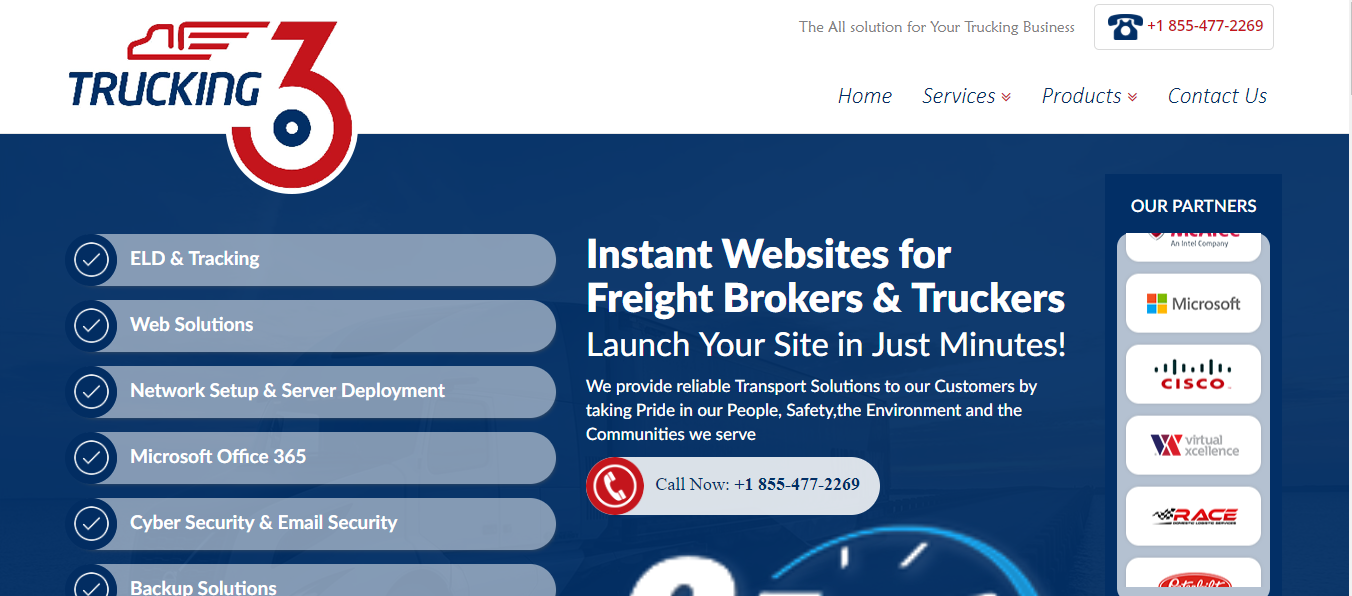 The All solution for Your Trucking Business
+1 855-477-2269
TRUCKING 3
Home Services Products Contact Us
ELD & Tracking
Web Solutions
Network Setup & Server Deployment
Microsoft Office 365
Cyber Security & Email Security
Backup Solutions
Instant Websites for
Freight Brokers & Truckers
Launch Your Site in Just Minutes!
We provide reliable Transport Solutions to our Customers by
taking Pride in our People, Safety,the Environment and the
Communities we serve
Call Now: +1 855-477-2269
OUR PARTNERS
An Intel Company
Microsoft
CISCO
virtual
xcellence
RACE